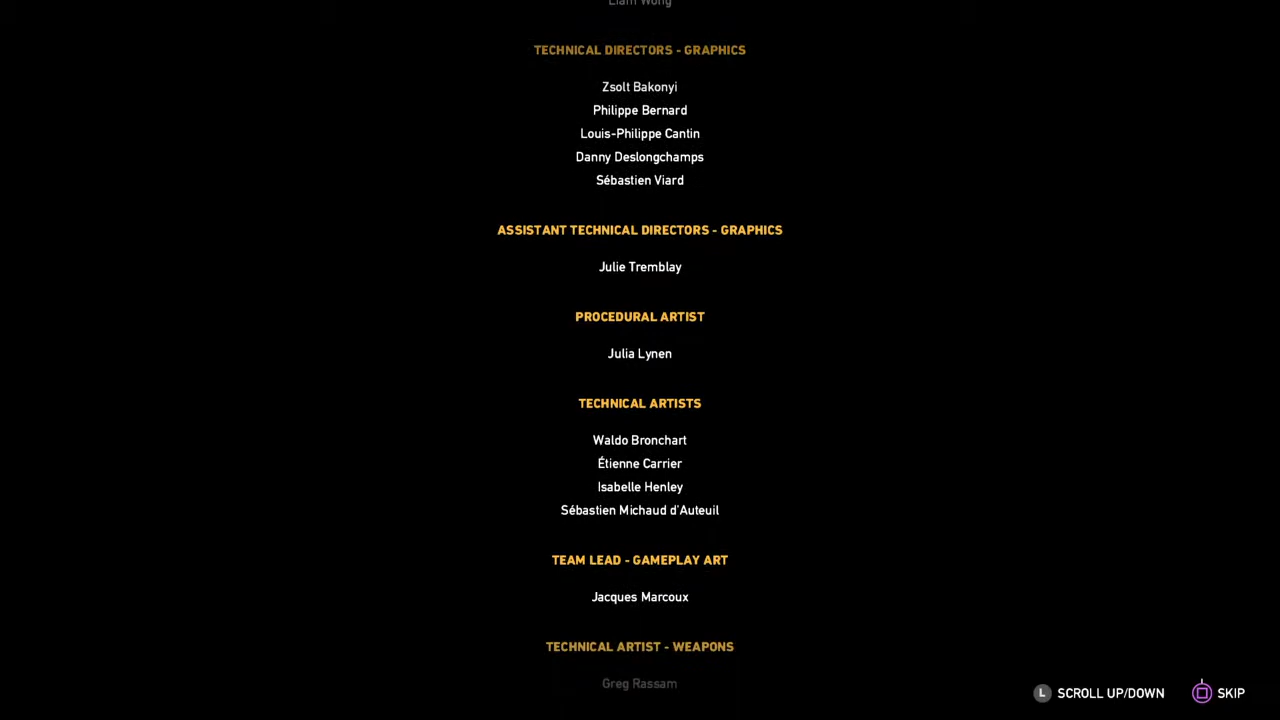 Liam Wong
TECHNICAL DIRECTORS - GRAPHICS
Zsolt Bakonyi
Philippe Bernard
Louis-Philippe Cantin
Danny Deslongchamps
Sébastien Viard
ASSISTANT TECHNICAL DIRECTORS - GRAPHICS
Julie Tremblay
PROCEDURAL ARTIST
Julia Lynen
TECHNICAL ARTISTS
Waldo Bronchart
Étienne Carrier
Isabelle Henley
Sébastien Michaud d'Auteuil
TEAM LEAD - GAMEPLAY ART
Jacques Marcoux
TECHNICAL ARTIST - WEAPONS
Greg Rassam
L SCROLL UP/DOWN SKIP